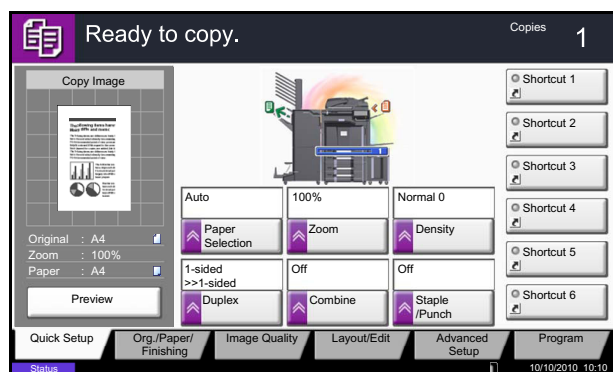 Ready to copy.
Copies
1
Copy Image
Original : A4
Zoom : 100%
Paper : A4
Preview
Auto
Paper
Selection
100%
Zoom
Normal 0
Density
1-sided
>>1-sided
Duplex
Off
Combine
Off
Staple
/Punch
Shortcut 1
Shortcut 2
Shortcut 3
Shortcut 4
Shortcut 5
Shortcut 6
Quick Setup
Org./Paper/
Finishing
Image Quality
Layout/Edit
Advanced
Setup
Program
Status
10/10/2010 10:10